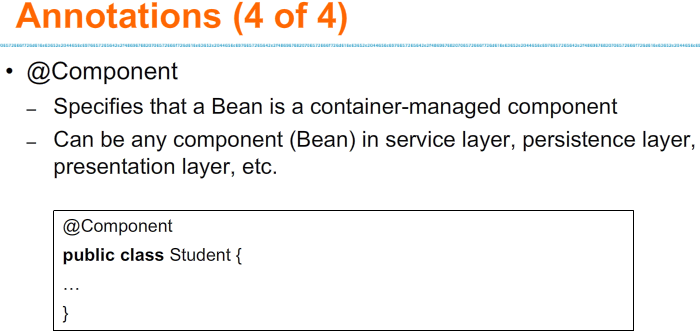 Annotations (4 of 4)
• @Component
– Specifies that a Bean is a container-managed component
– Can be any component (Bean) in service layer, persistence layer,
presentation layer, etc.
@Component
public class Student {
…
}